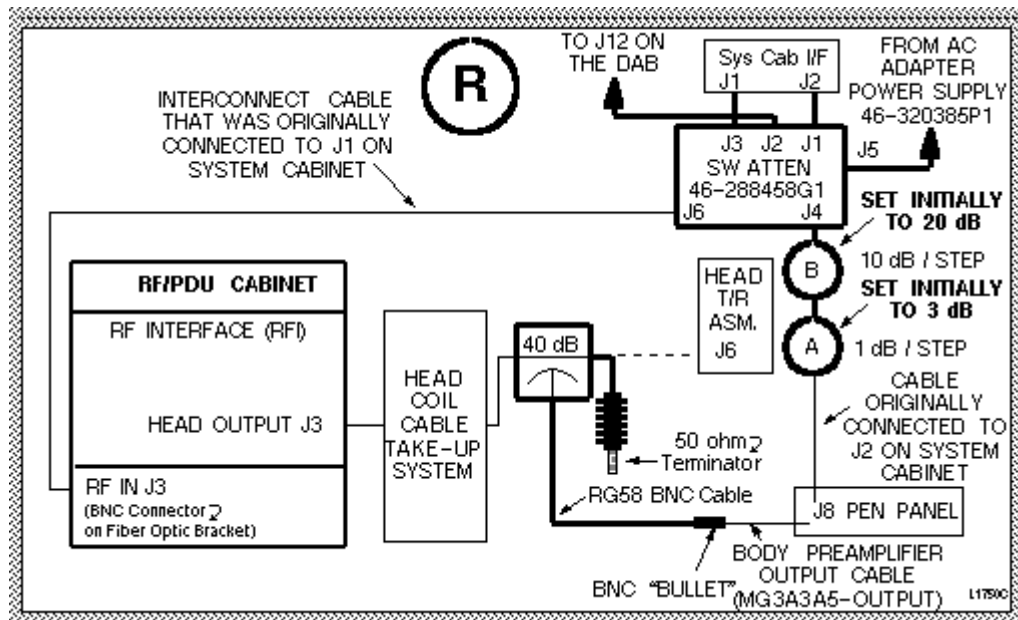 R
TO J12 ON
THE DAB
Sys Cab I/F
J1 J2
FROM AC
ADAPTER
POWER SUPPLY
46-320385P1
INTERCONNECT CABLE
THAT WAS ORIGINALLY
CONNECTED TO J1 ON
SYSTEM CABINET
J3 J2 J1
SW ATTEN
46-288458G1
J6 J4
J5
SET INITIALLY
TO 20 dB
B
10 dB / STEP
SET INITIALLY
TO 3 dB
A
1 dB / STEP
HEAD
T/R
ASM.
J6
RF/PDU CABINET
RF INTERFACE (RFI)
HEAD OUTPUT J3
RF IN J3
(BNC Connector
on Fiber Optic Bracket)
HEAD
COIL
CABLE
TAKE-UP
SYSTEM
40 dB
50 ohm
Terminator
RG58 BNC Cable
CABLE
ORIGINALLY
CONNECTED TO
J2 ON SYSTEM
CABINET
J8 PEN PANEL
BNC "BULLET"
BODY PREAMPLIFIER
OUTPUT CABLE
(MG3A3A5-OUTPUT)
L1750C